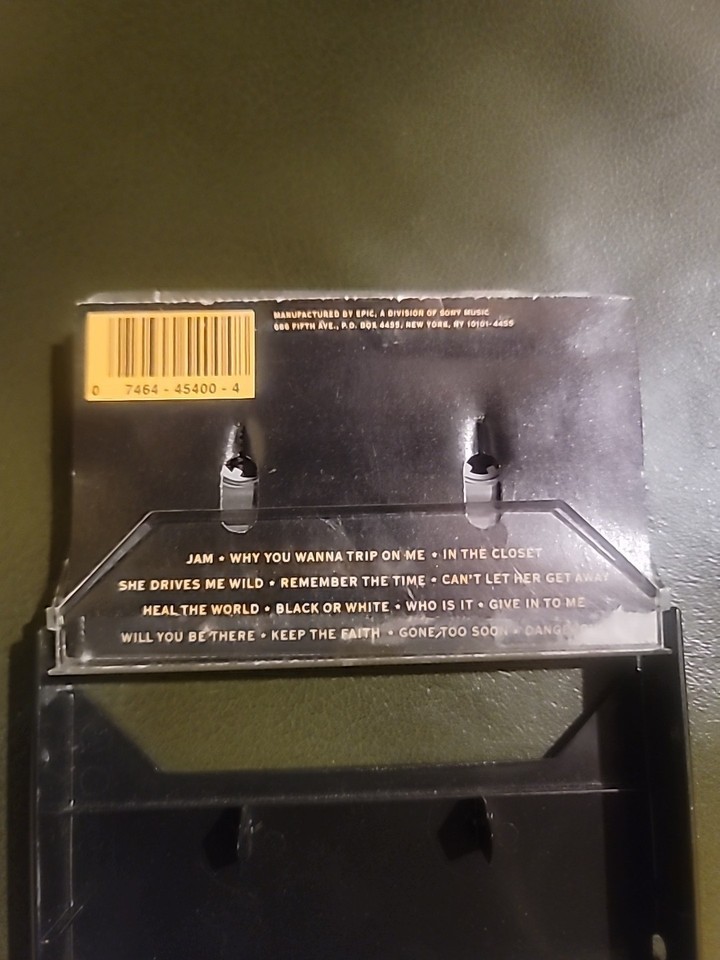 MANUFACTURED BY EPIC, A DIVISION OF SONY MUSIC
666 FIFTH AVE., P.O. BOX 4455, NEW YORK, NY 10101-4455
0 7464 - 45400 - 4
JAM • WHY YOU WANNA TRIP ON ME • IN THE CLOSET
SHE DRIVES ME WILD • REMEMBER THE TIME • CAN'T LET HER GET AWAY
HEAL THE WORLD • BLACK OR WHITE • WHO IS IT • GIVE IN TO ME
WILL YOU BE THERE • KEEP THE FAITH • GONE TOO SOON •